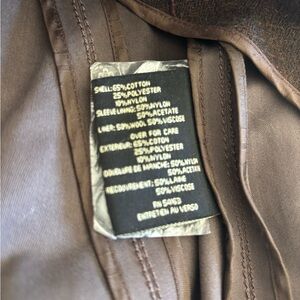 SHELL: 65%COTTON
25%POLYESTER
10%NYLON
SLEEVE LINING: 50%NYLON
50%ACETATE
LINER: 50%WOOL 50%VISCOSE
OVER FOR CARE
EXTERIEUR: 65%COTON
25%POLYESTER
10%NYLON
DOUBLURE DE MANCHE: 50%NYLON
50%ACETATE
RECOUVREMENT: 50%LAINE
50%VISCOSE
RN 54163
ENTRETIEN AU VERSO